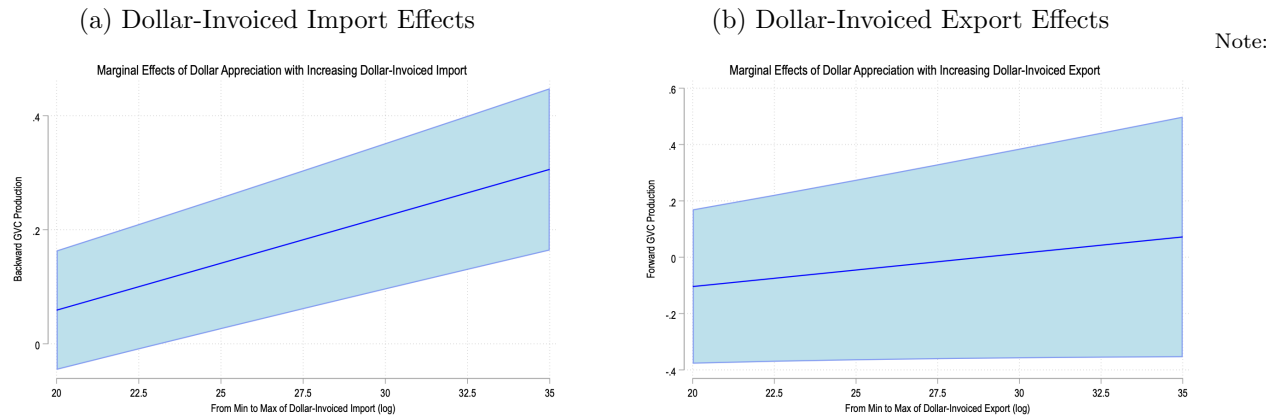 (a) Dollar-Invoiced Import Effects
Marginal Effects of Dollar Appreciation with Increasing Dollar-Invoiced Import
Backward GVC Production
.4
.2
0
20 22.5 25 27.5 30 32.5 35
From Min to Max of Dollar-Invoiced Import (log)
(b) Dollar-Invoiced Export Effects
Marginal Effects of Dollar Appreciation with Increasing Dollar-Invoiced Export
Forward GVC Production
.6
.4
.2
0
-.2
-.4
20 22.5 25 27.5 30 32.5 35
From Min to Max of Dollar-Invoiced Export (log)
Note: